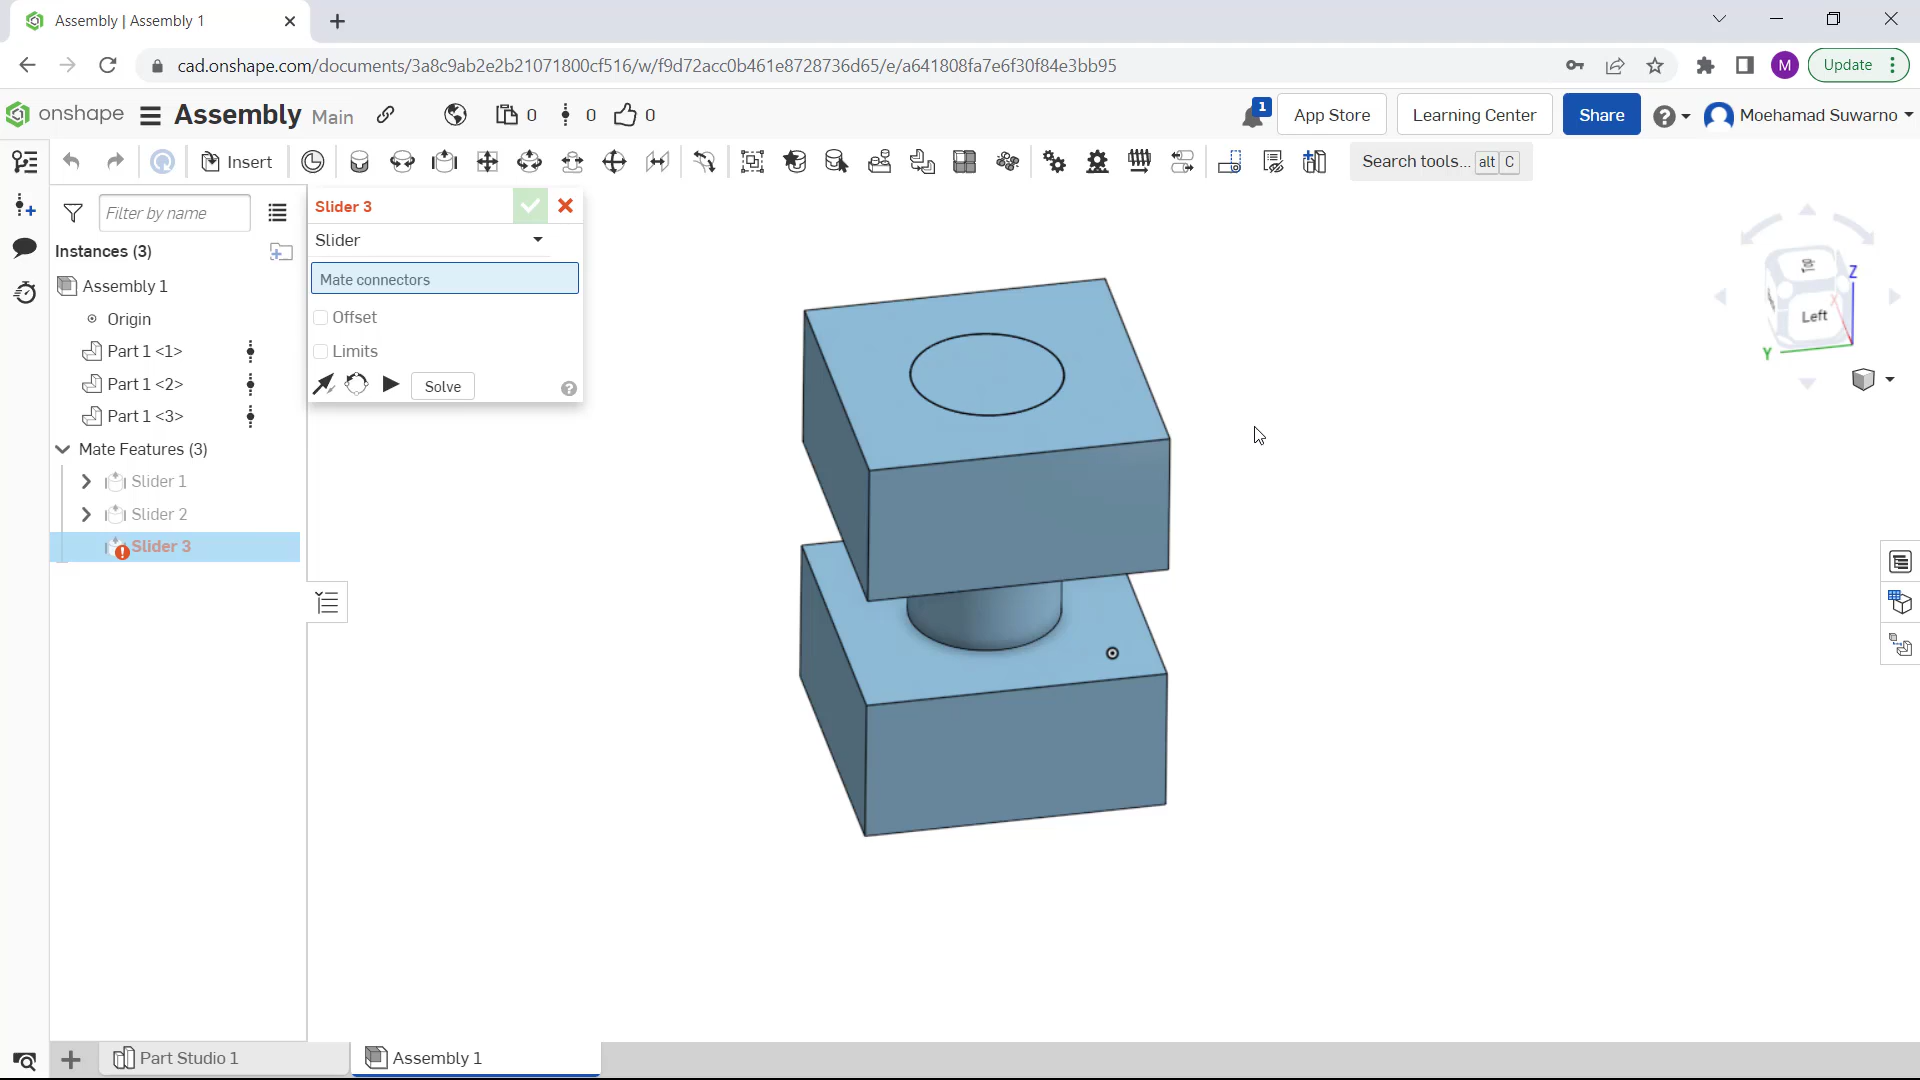 Assembly | Assembly 1
cad.onshape.com/documents/3a8c9ab2e2b21071800cf516/w/f9d72acc0b461e8728736d65/e/a641808fa7e6f30f84e3bb95
M
Update
onshape
Assembly Main
0
0
0
1
App Store
Learning Center
Share
Moehamad Suwarno
Insert
Search tools... alt C
Filter by name
Instances (3)
Assembly 1
Origin
Part 1 <1>
Part 1 <2>
Part 1 <3>
Mate Features (3)
Slider 1
Slider 2
Slider 3
Slider 3
Slider
Mate connectors
Offset
Limits
Solve
Top
Left
Z
X
Y
Part Studio 1
Assembly 1